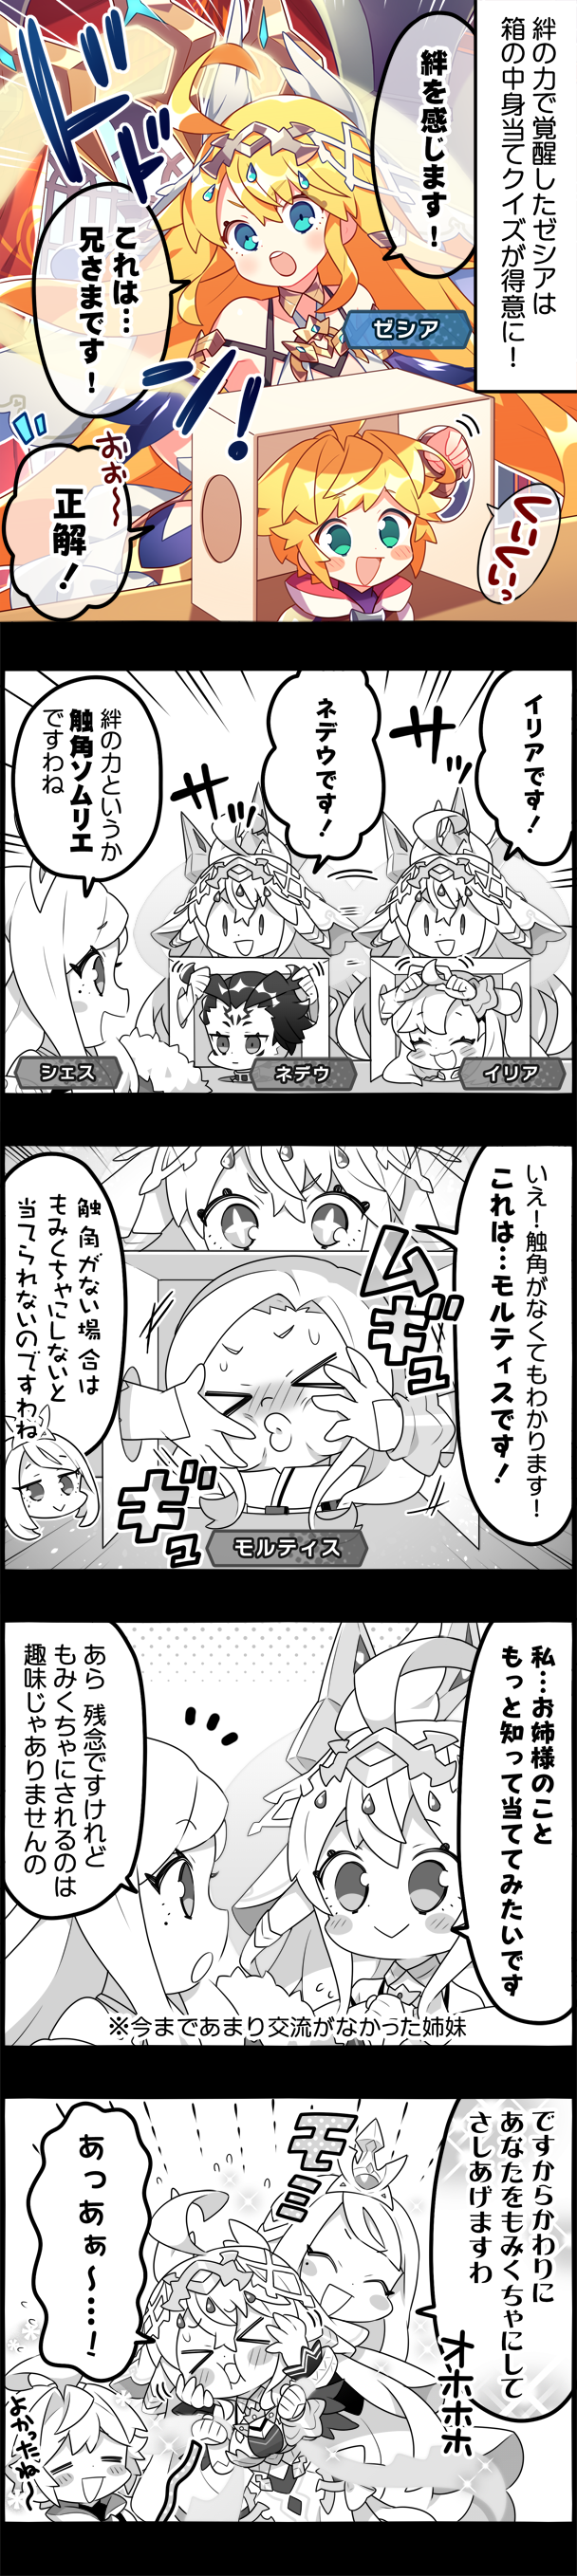 絆の力で覚醒したゼシアは
箱の中身当てクイズが得意に！
絆を感じます！
ドドド
これは…
兄さまです！
ゼシア
！
おぉ～
正解！
くいくいっ
イリアです！
サッ
ネデウです！
サッ
絆の力というか
触角ソムリエ
ですわね
シェス
ネデウ
イリア
いえ！触角がなくてもわかります！
これは…モルティスです！
ムギュ
ギュ
触角がない場合は
もみくちゃにしないと
当てられないのですわね
モルティス
私…お姉様のこと
もっと知って当ててみたいです
あら 残念ですけれど
もみくちゃにされるのは
趣味じゃありませんの
※今まであまり交流がなかった姉妹
ですからかわりに
あなたをもみくちゃにして
さしあげますわ
モミ
オホホホ
あっあぁ
～…！
よかったね～